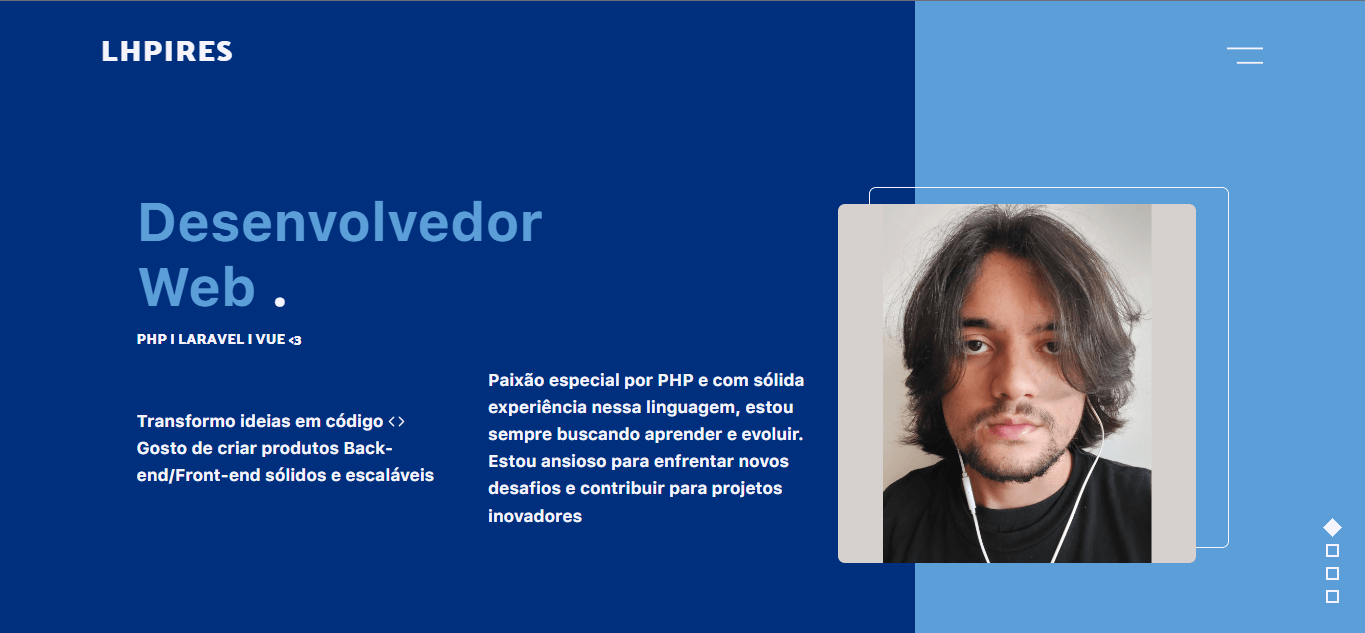 LHPIRES
Desenvolvedor
Web .
PHP | LARAVEL | VUE <3
Transformo ideias em código <>
Gosto de criar produtos Back-
end/Front-end sólidos e escaláveis
Paixão especial por PHP e com sólida
experiência nessa linguagem, estou
sempre buscando aprender e evoluir.
Estou ansioso para enfrentar novos
desafios e contribuir para projetos
inovadores